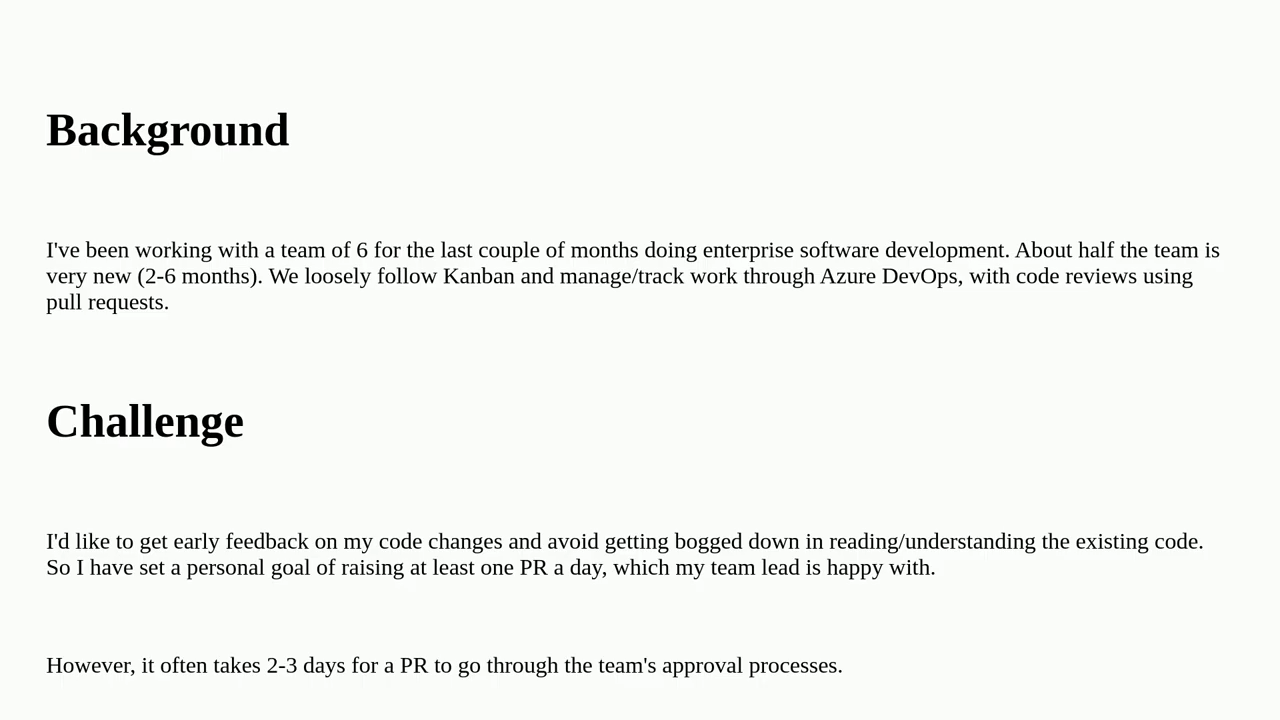 Background
I've been working with a team of 6 for the last couple of months doing enterprise software development. About half the team is
very new (2-6 months). We loosely follow Kanban and manage/track work through Azure DevOps, with code reviews using
pull requests.
Challenge
I'd like to get early feedback on my code changes and avoid getting bogged down in reading/understanding the existing code.
So I have set a personal goal of raising at least one PR a day, which my team lead is happy with.
However, it often takes 2-3 days for a PR to go through the team's approval processes.